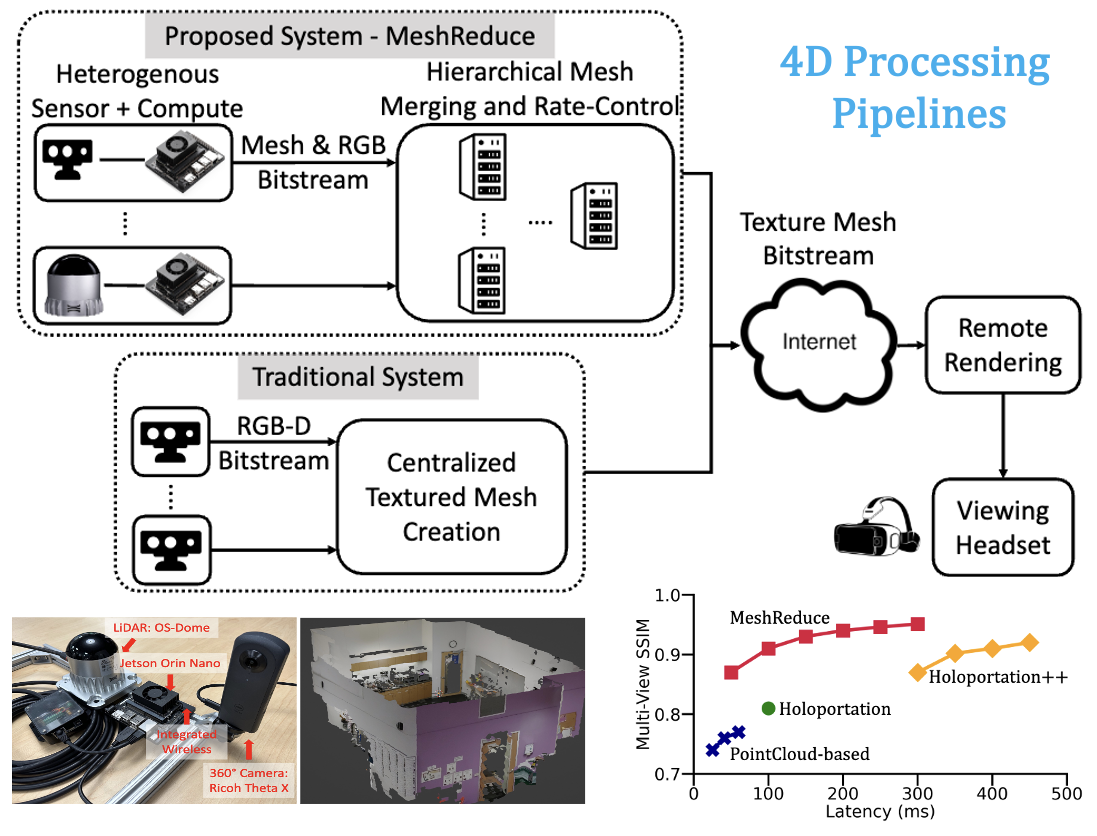 Proposed System - MeshReduce
Heterogenous
Sensor + Compute
Hierarchical Mesh
Merging and Rate-Control
Mesh & RGB
Bitstream
4D Processing
Pipelines
Texture Mesh
Bitstream
Internet
Remote
Rendering
Viewing
Headset
Traditional System
RGB-D
Bitstream
Centralized
Textured Mesh
Creation
LiDAR: OS-Dome
Jetson Orin Nano
Integrated
Wireless
360° Camera:
Ricoh Theta X
Multi-View SSIM
1.0
0.9
0.8
0.7
MeshReduce
Holoportation++
Holoportation
PointCloud-based
0
100
200
300
400
500
Latency (ms)